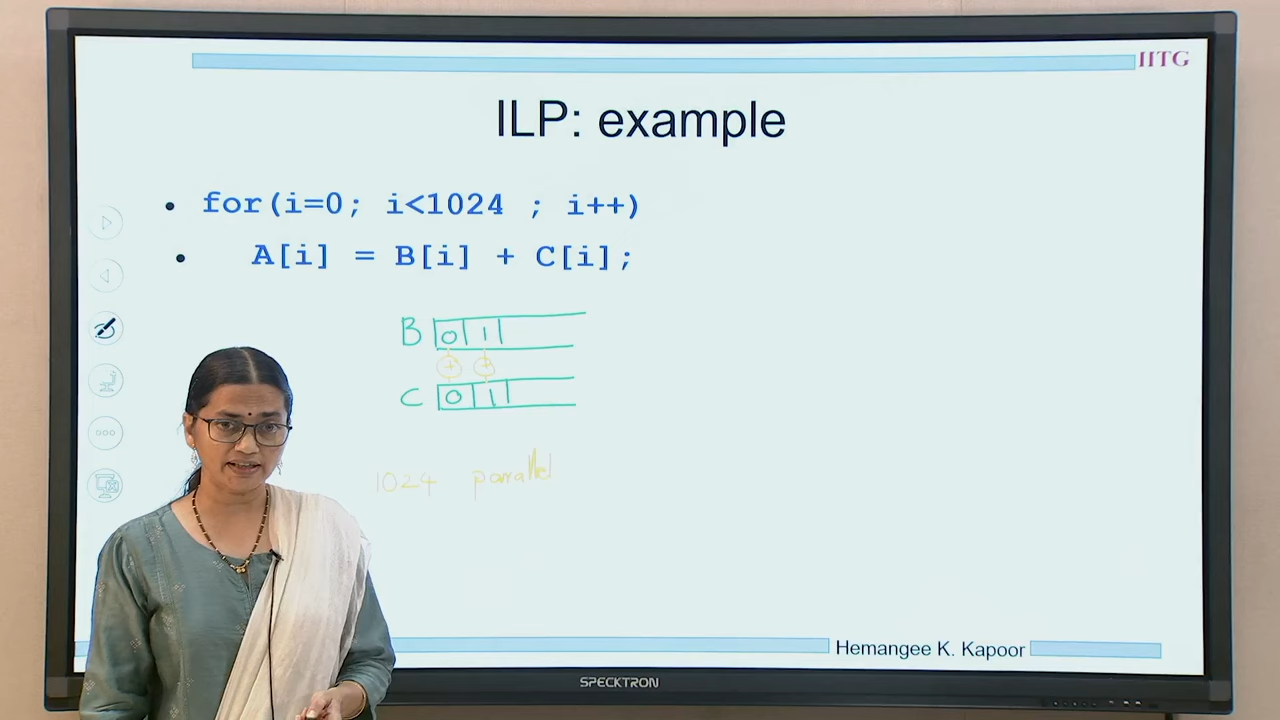 IITG
ILP: example
• for(i=0; i<1024 ; i++)
• A[i] = B[i] + C[i];
B 0 1
+ +
C 0 1
1024 parallel
Hemangee K. Kapoor
SPECKTRON